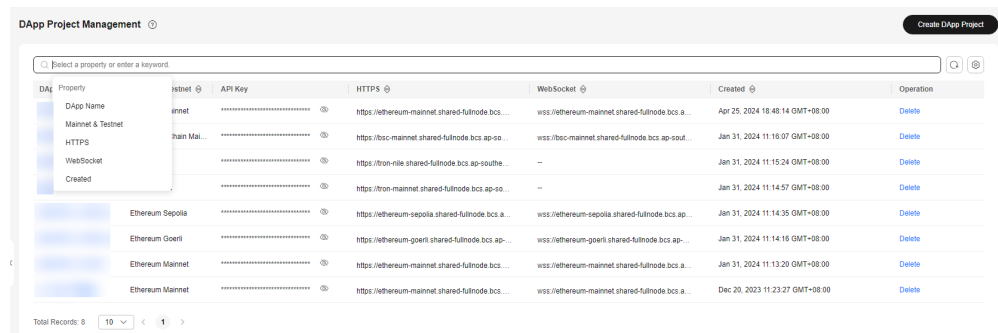 DApp Project Management ?
Create DApp Project
Select a property or enter a keyword.
Property
DApp Name
Mainnet & Testnet
HTTPS
WebSocket
Created
DAp estnet API Key HTTPS WebSocket Created Operation
ainnet ****************************** https://ethereum-mainnet.shared-fullnode.bcs.... wss://ethereum-mainnet.shared-fullnode.bcs.a... Apr 25, 2024 18:48:14 GMT+08:00 Delete
Chain Mai... ****************************** https://bsc-mainnet.shared-fullnode.bcs.ap-so... wss://bsc-mainnet.shared-fullnode.bcs.ap-sout... Jan 31, 2024 11:16:07 GMT+08:00 Delete
****************************** https://tron-nile.shared-fullnode.bcs.ap-southe... -- Jan 31, 2024 11:15:24 GMT+08:00 Delete
****************************** https://tron-mainnet.shared-fullnode.bcs.ap-so... -- Jan 31, 2024 11:14:57 GMT+08:00 Delete
Ethereum Sepolia ****************************** https://ethereum-sepolia.shared-fullnode.bcs.a... wss://ethereum-sepolia.shared-fullnode.bcs.ap... Jan 31, 2024 11:14:35 GMT+08:00 Delete
Ethereum Goerli ****************************** https://ethereum-goerli.shared-fullnode.bcs.ap-... wss://ethereum-goerli.shared-fullnode.bcs.ap-... Jan 31, 2024 11:14:16 GMT+08:00 Delete
Ethereum Mainnet ****************************** https://ethereum-mainnet.shared-fullnode.bcs.... wss://ethereum-mainnet.shared-fullnode.bcs.a... Jan 31, 2024 11:13:20 GMT+08:00 Delete
Ethereum Mainnet ****************************** https://ethereum-mainnet.shared-fullnode.bcs.... wss://ethereum-mainnet.shared-fullnode.bcs.a... Dec 20, 2023 11:23:27 GMT+08:00 Delete
Total Records: 8 10 < 1 >